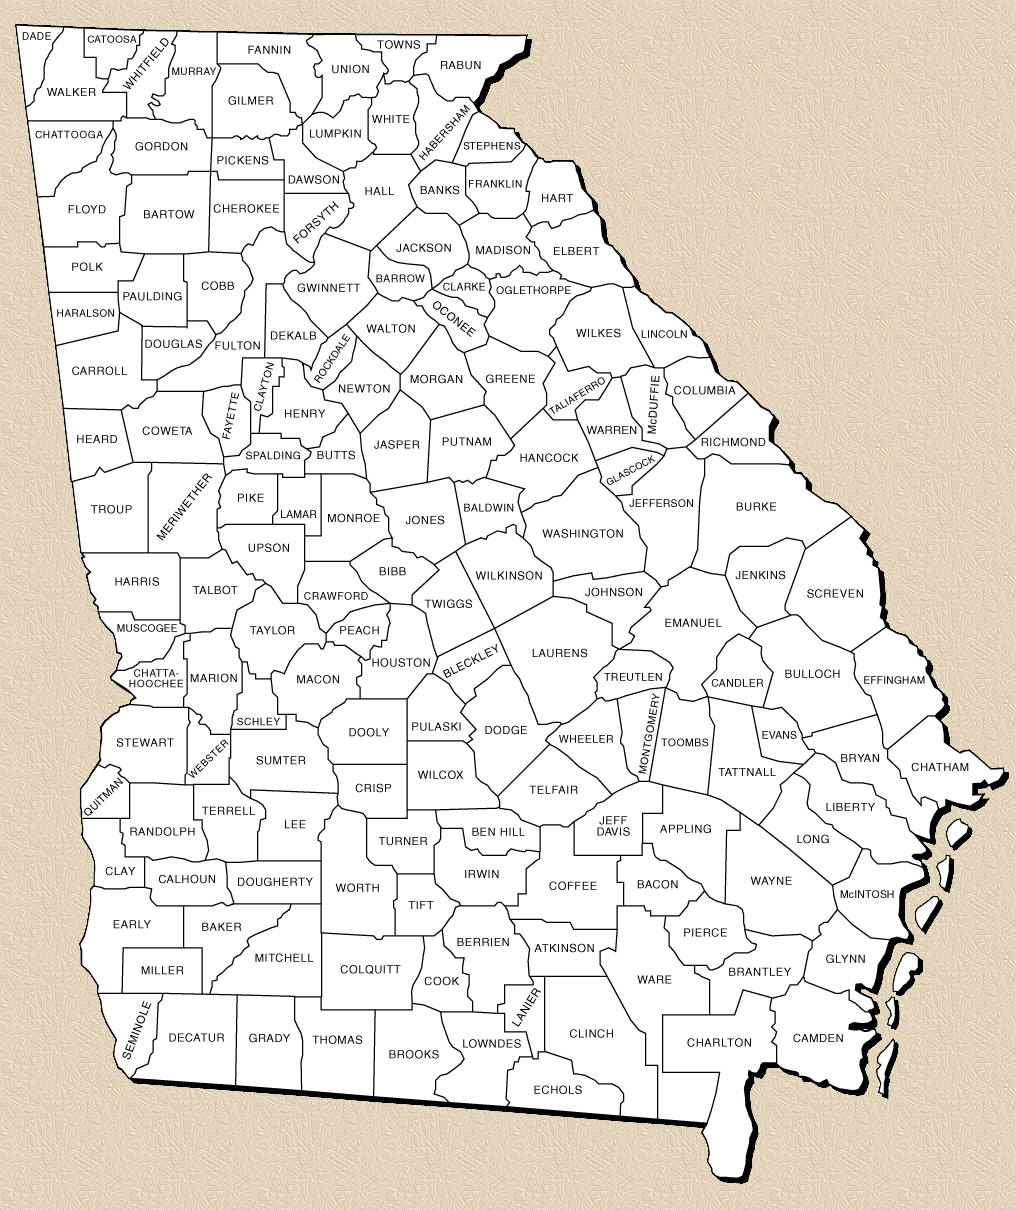 DADE
CATOOSA
WHITFIELD
FANNIN
TOWNS
UNION
RABUN
MURRAY
WALKER
GILMER
WHITE
HABERSHAM
LUMPKIN
CHATTOOGA
GORDON
STEPHENS
PICKENS
DAWSON
HALL
BANKS
FRANKLIN
HART
FLOYD
BARTOW
CHEROKEE
FORSYTH
JACKSON
MADISON
ELBERT
POLK
PAULDING
COBB
GWINNETT
BARROW
CLARKE
OGLETHORPE
HARALSON
OCONEE
WALTON
WILKES
LINCOLN
DOUGLAS
FULTON
DEKALB
ROCKDALE
CARROLL
CLAYTON
NEWTON
MORGAN
GREENE
TALIAFERRO
McDUFFIE
COLUMBIA
FAYETTE
HENRY
HEARD
COWETA
WARREN
RICHMOND
SPALDING
BUTTS
JASPER
PUTNAM
HANCOCK
GLASCOCK
TROUP
MERIWETHER
PIKE
LAMAR
MONROE
JONES
BALDWIN
JEFFERSON
BURKE
WASHINGTON
UPSON
HARRIS
TALBOT
CRAWFORD
BIBB
TWIGGS
WILKINSON
JOHNSON
JENKINS
SCREVEN
MUSCOGEE
TAYLOR
PEACH
EMANUEL
HOUSTON
BLECKLEY
LAURENS
CHATTA-
HOOCHEE
MARION
MACON
TREUTLEN
CANDLER
BULLOCH
EFFINGHAM
SCHLEY
STEWART
WEBSTER
SUMTER
DOOLY
PULASKI
DODGE
WHEELER
MONTGOMERY
TOOMBS
EVANS
BRYAN
CHATHAM
TATTNALL
QUITMAN
CRISP
WILCOX
TELFAIR
LIBERTY
RANDOLPH
TERRELL
LEE
TURNER
BEN HILL
JEFF
DAVIS
APPLING
LONG
CLAY
CALHOUN
DOUGHERTY
WORTH
IRWIN
COFFEE
BACON
WAYNE
McINTOSH
TIFT
EARLY
BAKER
MITCHELL
BERRIEN
ATKINSON
PIERCE
MILLER
COLQUITT
COOK
WARE
BRANTLEY
GLYNN
SEMINOLE
DECATUR
GRADY
THOMAS
BROOKS
LOWNDES
LANIER
CLINCH
CHARLTON
CAMDEN
ECHOLS